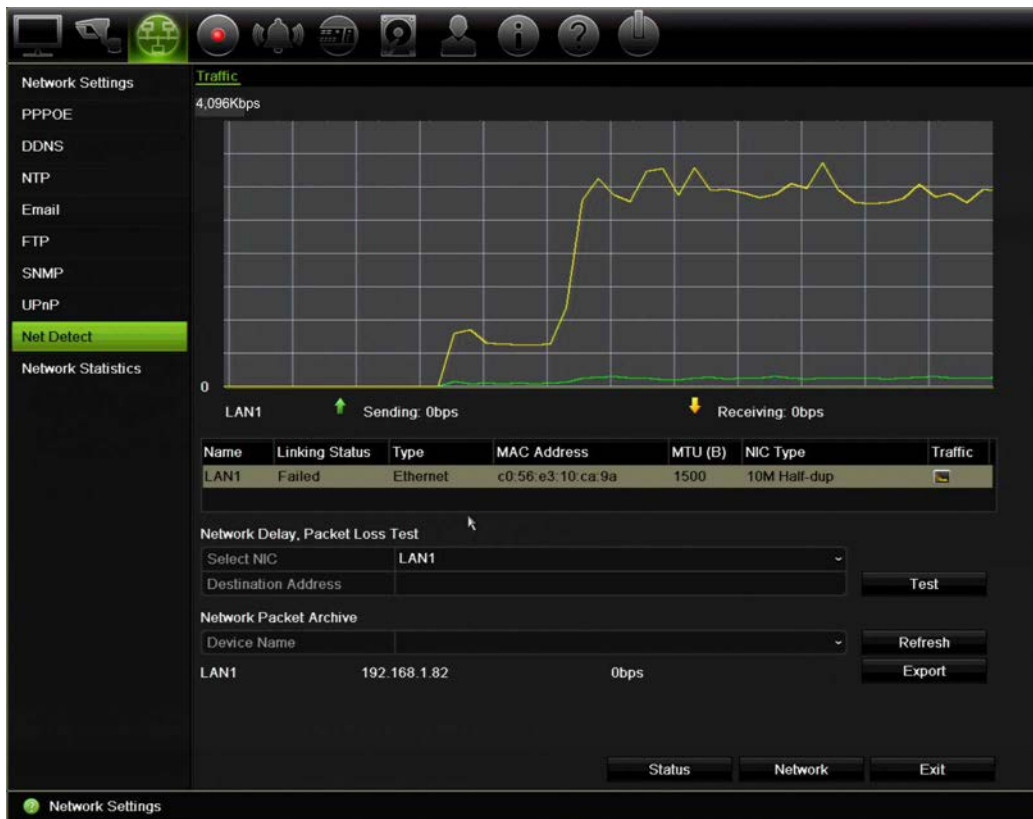 Network Settings
Traffic
PPPOE
DDNS
NTP
Email
FTP
SNMP
UPnP
Net Detect
Network Statistics
4,096Kbps
0
LAN1 Sending: 0bps Receiving: 0bps
Name Linking Status Type MAC Address MTU (B) NIC Type Traffic
LAN1 Failed Ethernet c0:56:e3:10:ca:9a 1500 10M Half-dup
Network Delay, Packet Loss Test
Select NIC LAN1
Destination Address Test
Network Packet Archive
Device Name Refresh
LAN1 192.168.1.82 0bps Export
Status Network Exit
Network Settings